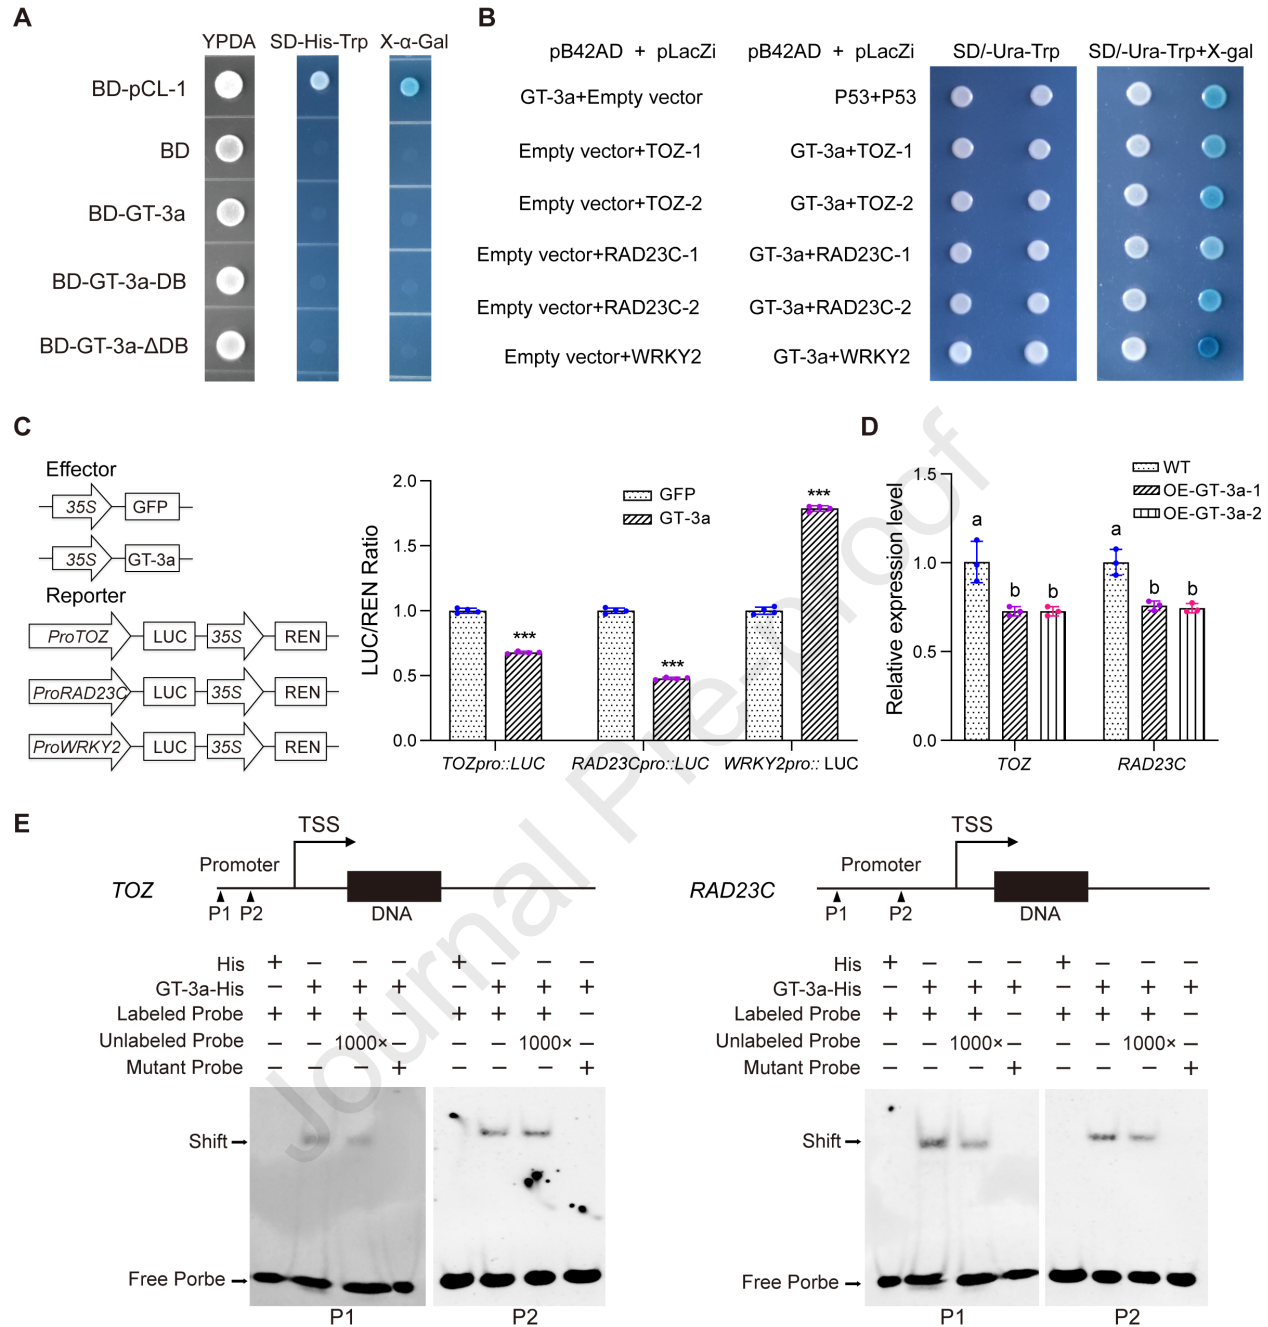 A
YPDA SD-His-Trp X-α-Gal
BD-pCL-1
BD
BD-GT-3a
BD-GT-3a-DB
BD-GT-3a-ΔDB
B
pB42AD + pLacZi pB42AD + pLacZi SD/-Ura-Trp SD/-Ura-Trp+X-gal
GT-3a+Empty vector P53+P53
Empty vector+TOZ-1 GT-3a+TOZ-1
Empty vector+TOZ-2 GT-3a+TOZ-2
Empty vector+RAD23C-1 GT-3a+RAD23C-1
Empty vector+RAD23C-2 GT-3a+RAD23C-2
Empty vector+WRKY2 GT-3a+WRKY2
C
Effector
35S GFP
35S GT-3a
Reporter
ProTOZ LUC 35S REN
ProRAD23C LUC 35S REN
ProWRKY2 LUC 35S REN
LUC/REN Ratio
2.0
1.5
1.0
0.5
0.0
GFP
GT-3a
***
***
***
TOZpro::LUC RAD23Cpro::LUC WRKY2pro:: LUC
D
Relative expression level
1.5
1.0
0.5
0.0
WT
OE-GT-3a-1
OE-GT-3a-2
a b b a b b
TOZ RAD23C
E
TSS
Promoter
TOZ
P1 P2 DNA
His + − − − + − − −
GT-3a-His − + + + − + + +
Labeled Probe + + + − + + + −
Unlabeled Probe − − 1000× − − − 1000× −
Mutant Probe − − − + − − − +
Shift
Free Porbe
P1 P2
TSS
Promoter
RAD23C
P1 P2 DNA
His + − − − + − − −
GT-3a-His − + + + − + + +
Labeled Probe + + + − + + + −
Unlabeled Probe − − 1000× − − − 1000× −
Mutant Probe − − − + − − − +
Shift
Free Porbe
P1 P2
Journal Pre-proof